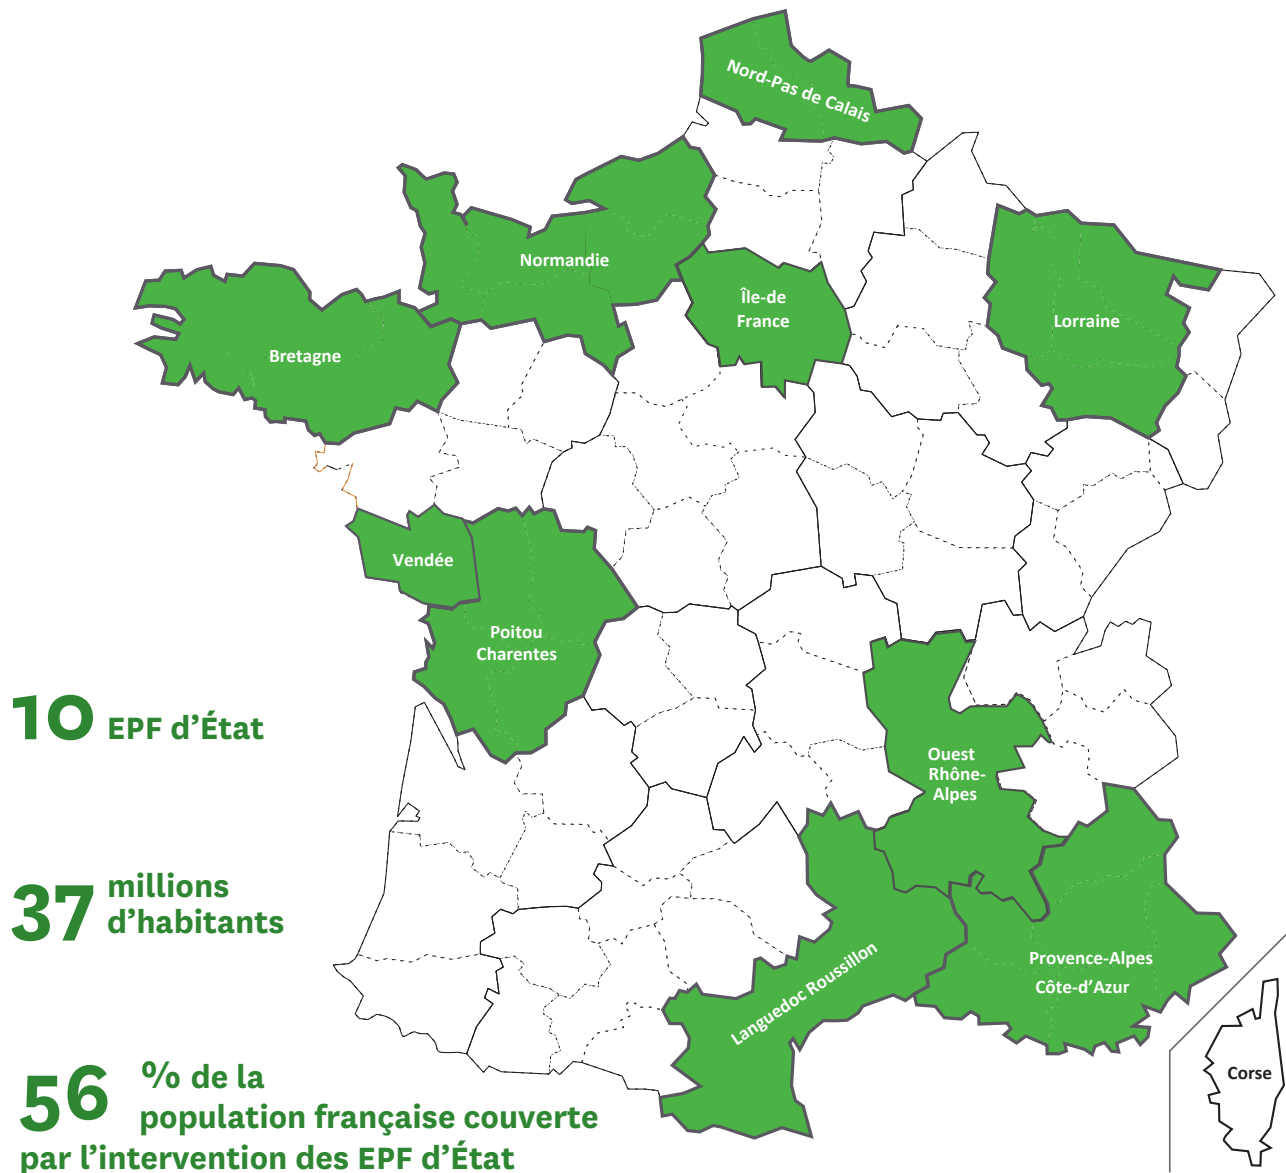 Nord-Pas de Calais
Normandie
Île-de
France
Lorraine
Bretagne
Vendée
Poitou
Charentes
10 EPF d’État
Ouest
Rhône-
Alpes
37 millions
d’habitants
Languedoc Roussillon
Provence-Alpes
Côte-d’Azur
Corse
56 % de la
population française couverte
par l’intervention des EPF d’État